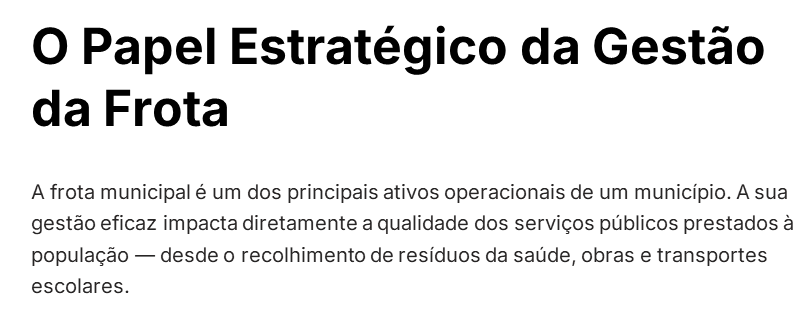 O Papel Estratégico da Gestão
da Frota
A frota municipal é um dos principais ativos operacionais de um município. A sua
gestão eficaz impacta diretamente a qualidade dos serviços públicos prestados à
população — desde o recolhimento de resíduos da saúde, obras e transportes
escolares.